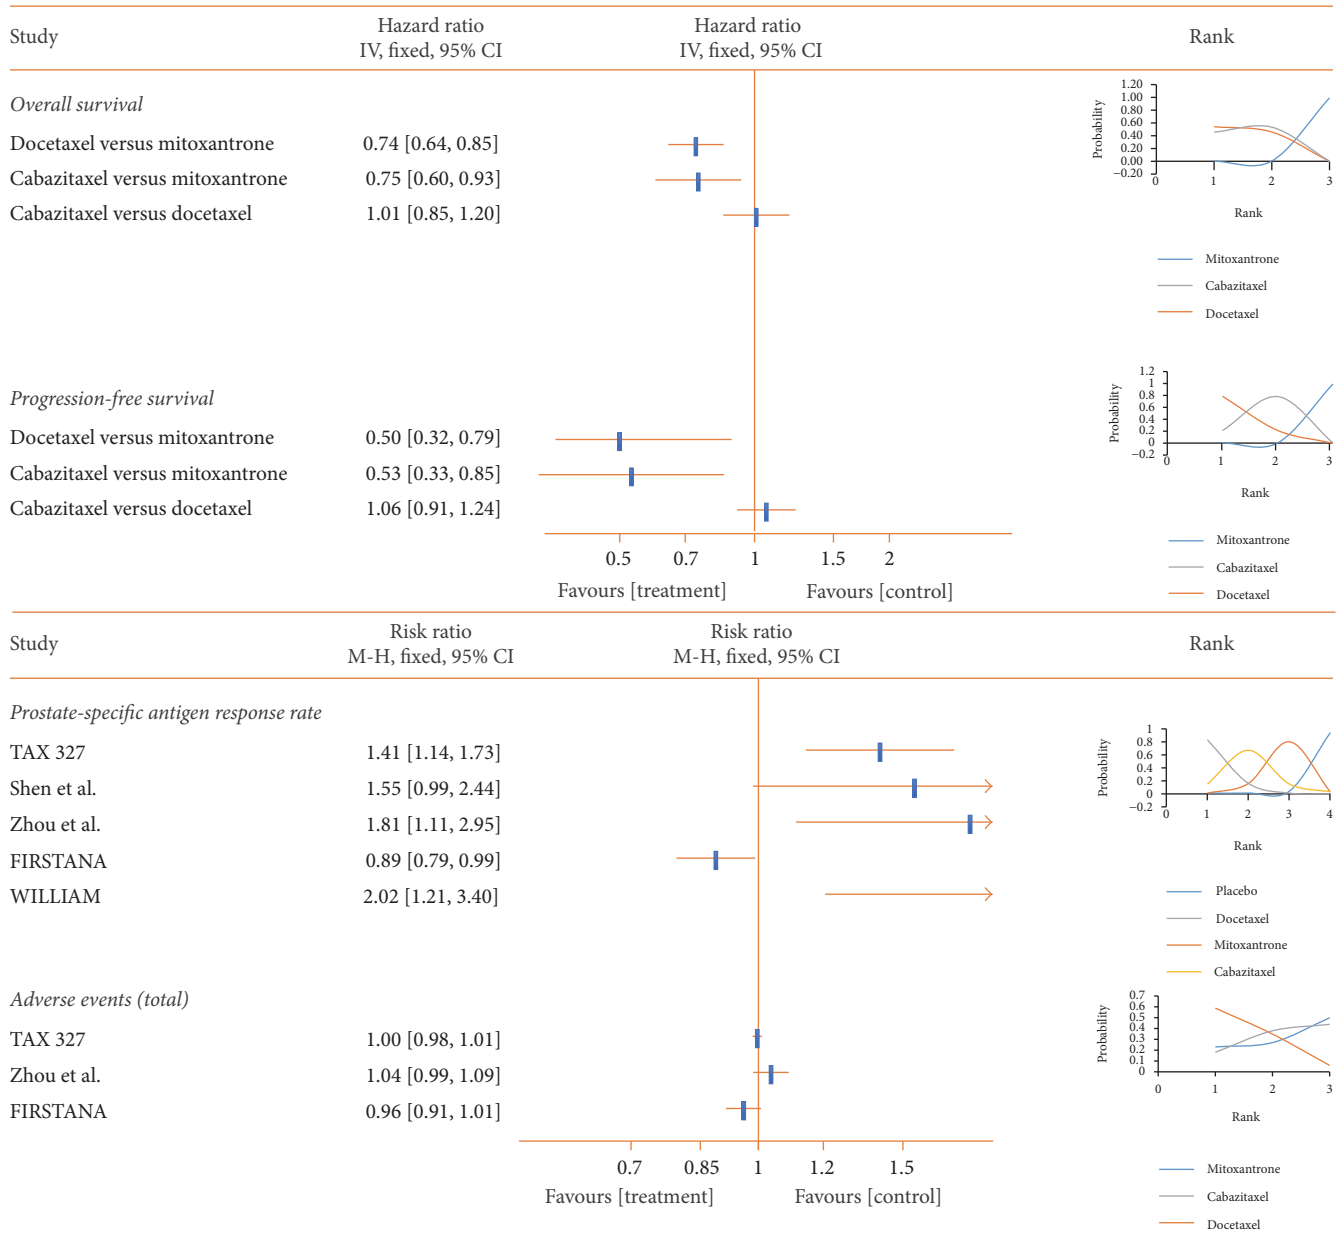 Study
Hazard ratio
IV, fixed, 95% CI
Hazard ratio
IV, fixed, 95% CI
Rank
Overall survival
Docetaxel versus mitoxantrone 0.74 [0.64, 0.85]
Cabazitaxel versus mitoxantrone 0.75 [0.60, 0.93]
Cabazitaxel versus docetaxel 1.01 [0.85, 1.20]
Probability
1.20
1.00
0.80
0.60
0.40
0.20
0.00
−0.20
0 1 2 3
Rank
Mitoxantrone
Cabazitaxel
Docetaxel
Progression-free survival
Docetaxel versus mitoxantrone 0.50 [0.32, 0.79]
Cabazitaxel versus mitoxantrone 0.53 [0.33, 0.85]
Cabazitaxel versus docetaxel 1.06 [0.91, 1.24]
0.5 0.7 1 1.5 2
Favours [treatment] Favours [control]
Probability
1.2
1
0.8
0.6
0.4
0.2
0
−0.2
0 1 2 3
Rank
Mitoxantrone
Cabazitaxel
Docetaxel
Study
Risk ratio
M-H, fixed, 95% CI
Risk ratio
M-H, fixed, 95% CI
Rank
Prostate-specific antigen response rate
TAX 327 1.41 [1.14, 1.73]
Shen et al. 1.55 [0.99, 2.44]
Zhou et al. 1.81 [1.11, 2.95]
FIRSTANA 0.89 [0.79, 0.99]
WILLIAM 2.02 [1.21, 3.40]
Probability
1
0.8
0.6
0.4
0.2
0
−0.2
0 1 2 3 4
Rank
Placebo
Docetaxel
Mitoxantrone
Cabazitaxel
Adverse events (total)
TAX 327 1.00 [0.98, 1.01]
Zhou et al. 1.04 [0.99, 1.09]
FIRSTANA 0.96 [0.91, 1.01]
0.7 0.85 1 1.2 1.5
Favours [treatment] Favours [control]
Probability
0.7
0.6
0.5
0.4
0.3
0.2
0.1
0
0 1 2 3
Rank
Mitoxantrone
Cabazitaxel
Docetaxel